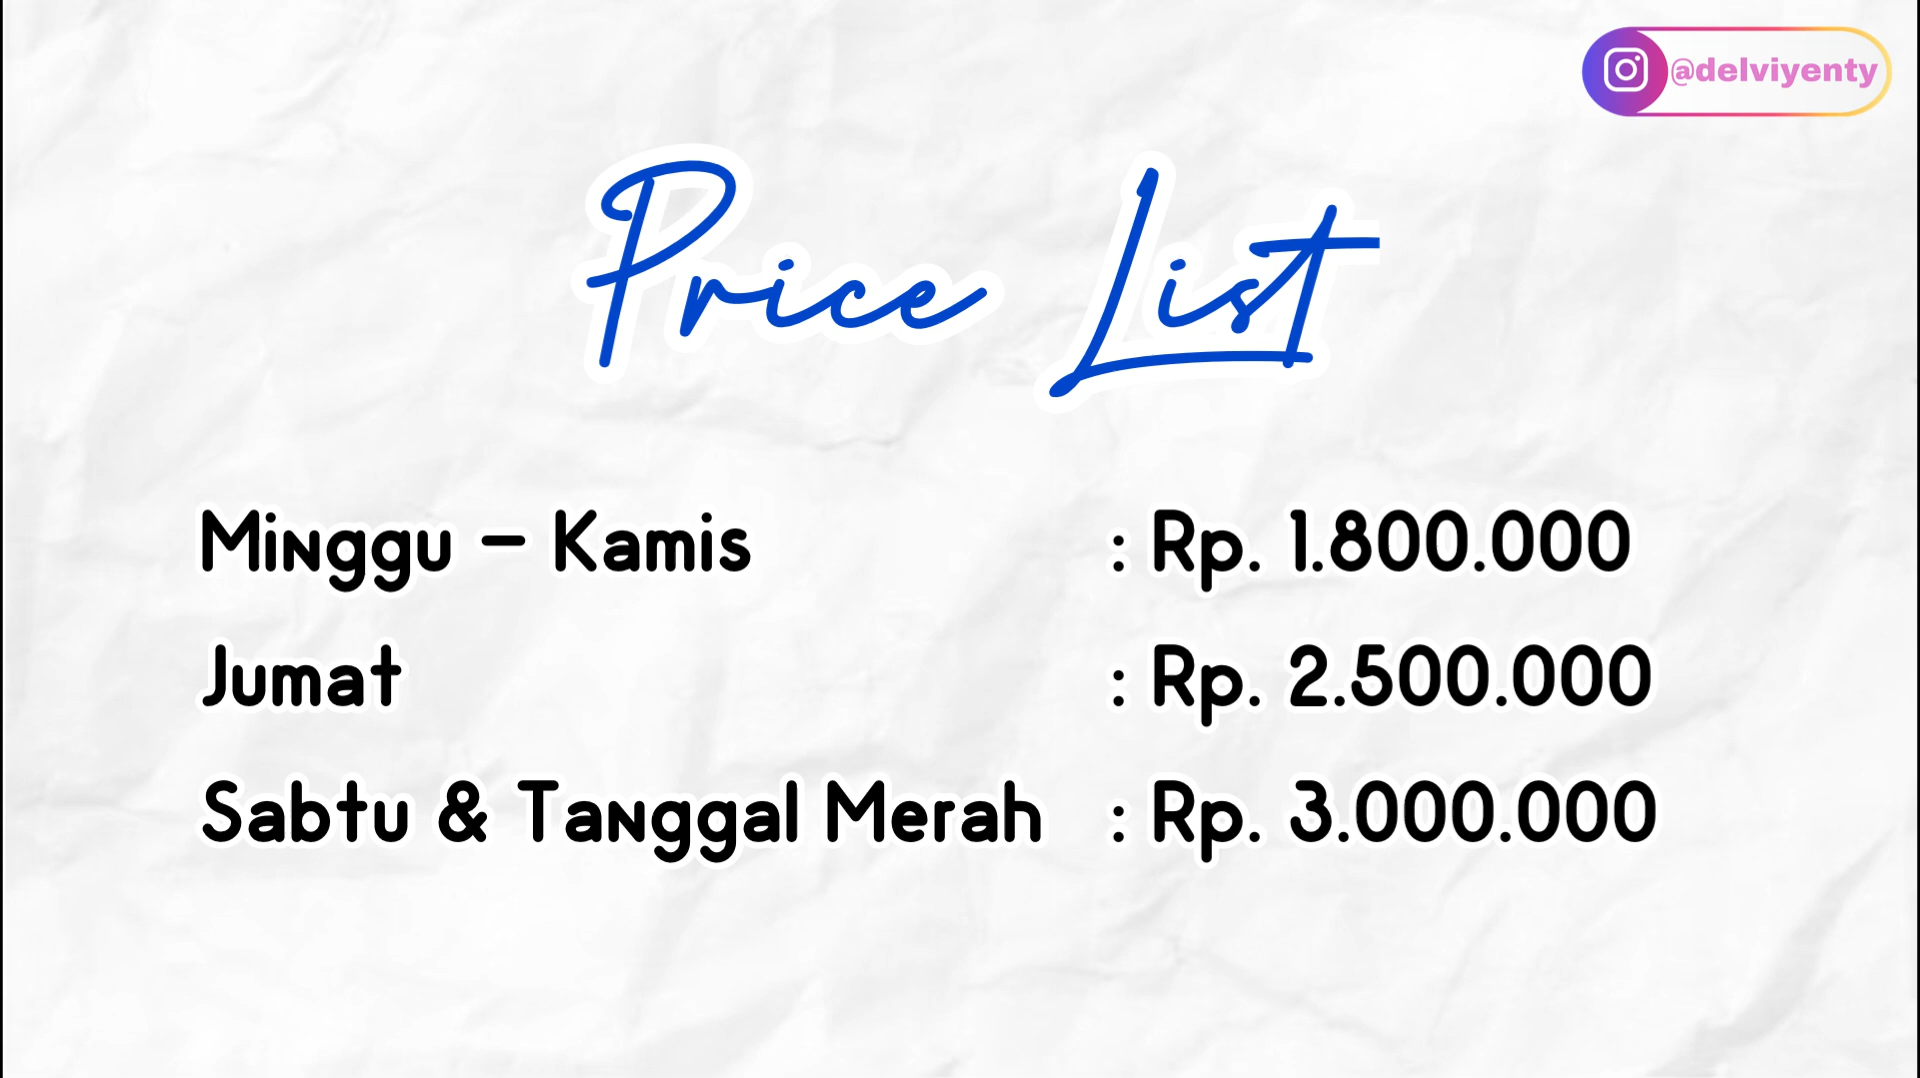 @delviyenty
Price List
Minggu – Kamis : Rp. 1.800.000
Jumat : Rp. 2.500.000
Sabtu & Tanggal Merah : Rp. 3.000.000